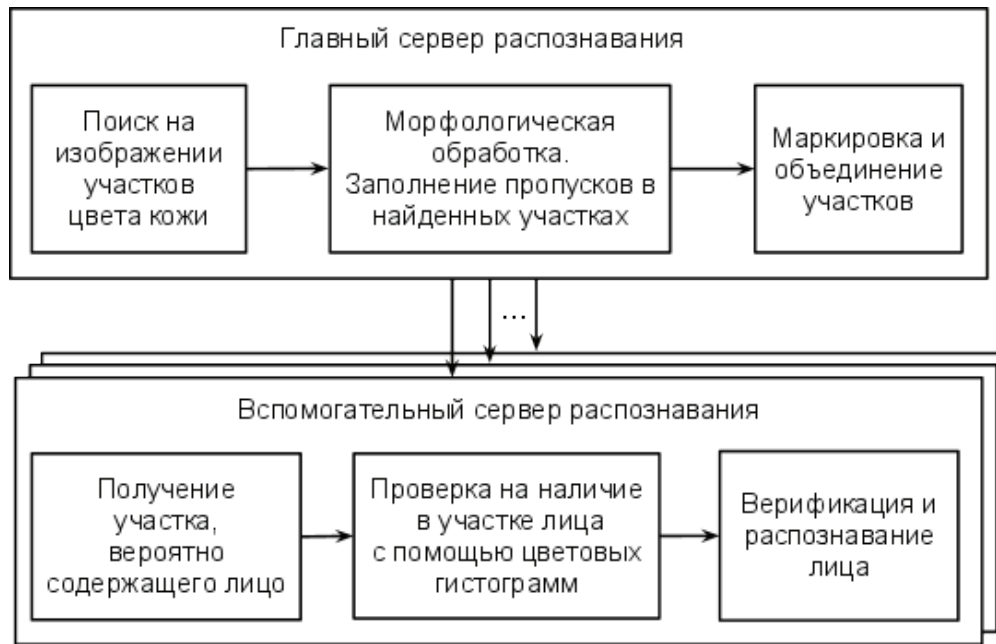 Главный сервер распознавания
Поиск на
изображении
участков
цвета кожи
Морфологическая
обработка.
Заполнение пропусков в
найденных участках
Маркировка и
объединение
участков
...
Вспомогательный сервер распознавания
Получение
участка,
вероятно
содержащего лицо
Проверка на наличие
в участке лица
с помощью цветовых
гистограмм
Верификация и
распознавание
лица